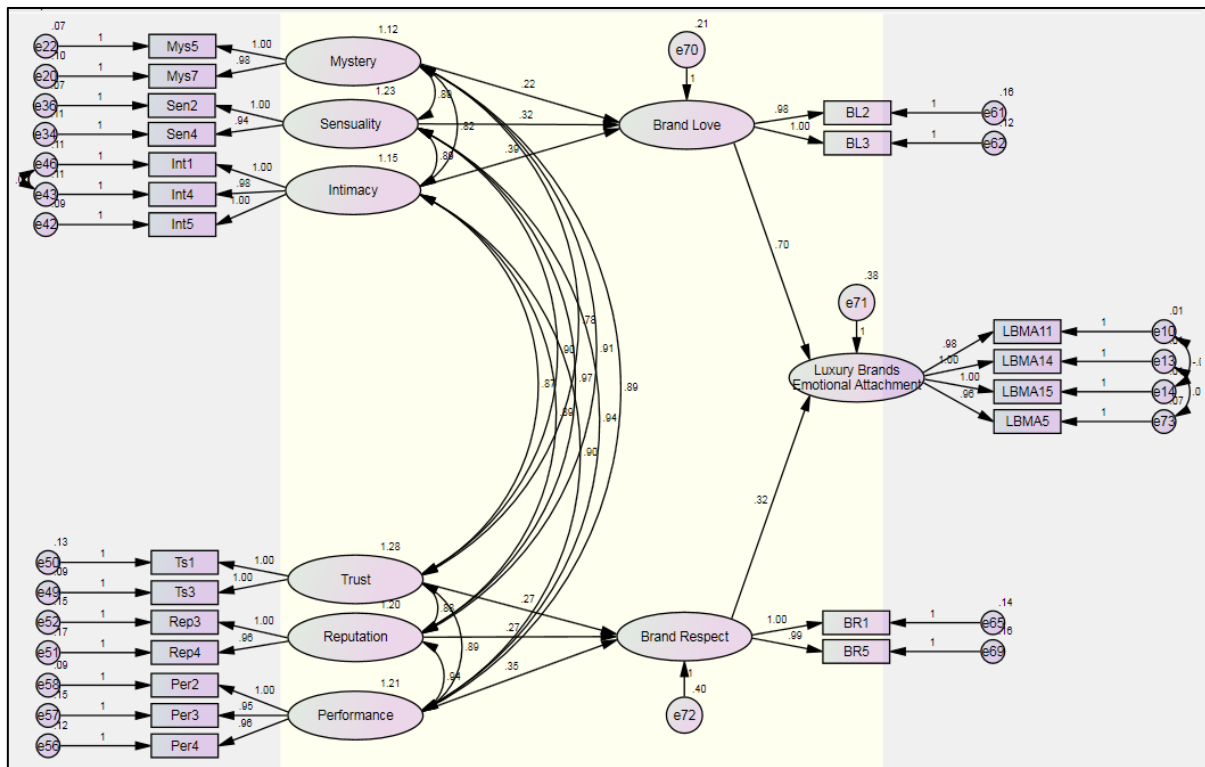 .07
e22
1
Mys5
1.00
.10
e20
1
Mys7
.98
.07
e36
1
Sen2
1.00
.11
e34
1
Sen4
.94
.11
e46
1
Int1
1.00
.11
e43
1
Int4
.98
.09
e42
1
Int5
1.00
1.12
Mystery
1.23
Sensuality
1.15
Intimacy
.82
.22
.32
.39
.21
e70
1
Brand Love
.98
BL2
1
.16
e61
1.00
BL3
1
.12
e62
.70
.38
e71
1
Luxury Brands
Emotional Attachment
.98
LBMA11
1
.01
e10
1.00
LBMA14
1
e13
1.00
LBMA15
1
e14
.96
LBMA5
1
.07
e73
.78
.90
.91
.87
.97
.89
.89
.94
.90
.32
.13
e50
1
Ts1
1.00
.09
e49
1
Ts3
1.00
.15
e52
1
Rep3
1.00
.17
e51
1
Rep4
.96
.09
e58
1
Per2
1.00
.15
e57
1
Per3
.95
.12
e56
1
Per4
.96
1.28
Trust
1.20
Reputation
1.21
Performance
.89
.94
.27
.27
.35
Brand Respect
1
.40
e72
1.00
BR1
1
.14
e65
.99
BR5
1
.16
e69